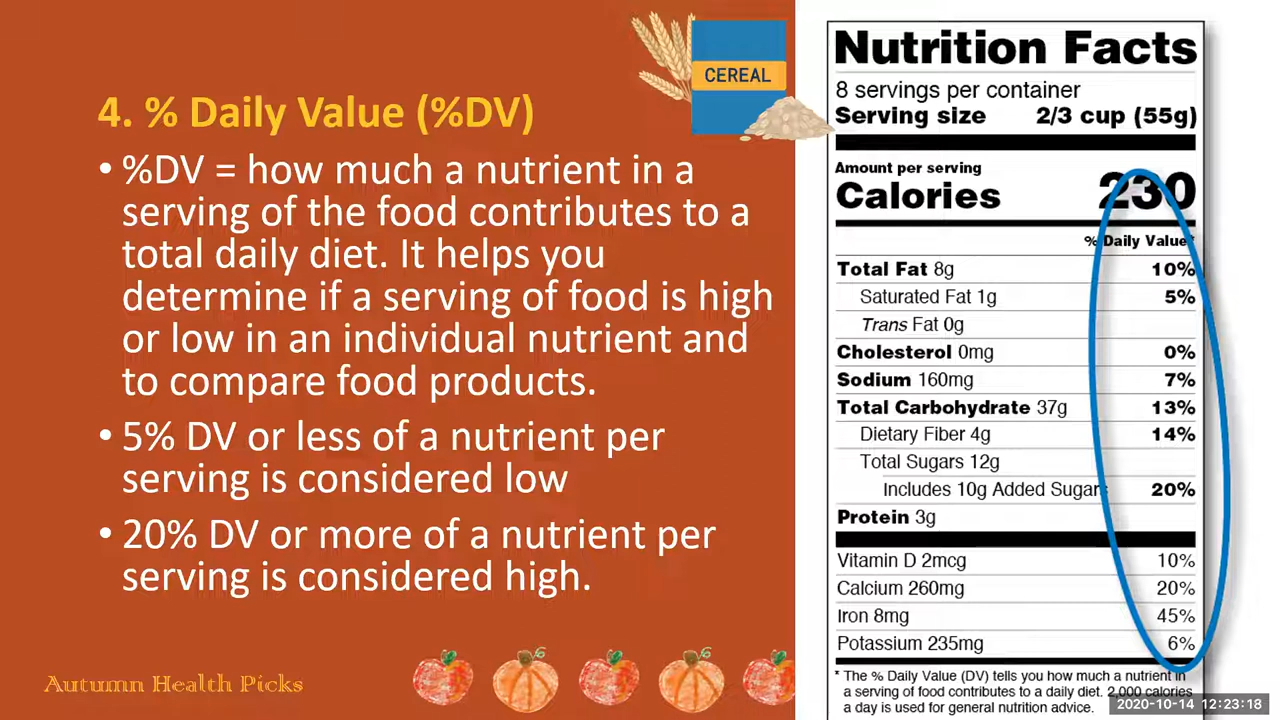 CEREAL
4. % Daily Value (%DV)
• %DV = how much a nutrient in a
serving of the food contributes to a
total daily diet. It helps you
determine if a serving of food is high
or low in an individual nutrient and
to compare food products.
• 5% DV or less of a nutrient per
serving is considered low
• 20% DV or more of a nutrient per
serving is considered high.
Autumn Health Picks
Nutrition Facts
8 servings per container
Serving size 2/3 cup (55g)
Amount per serving
Calories 230
% Daily Value*
Total Fat 8g 10%
Saturated Fat 1g 5%
Trans Fat 0g
Cholesterol 0mg 0%
Sodium 160mg 7%
Total Carbohydrate 37g 13%
Dietary Fiber 4g 14%
Total Sugars 12g
Includes 10g Added Sugars 20%
Protein 3g
Vitamin D 2mcg 10%
Calcium 260mg 20%
Iron 8mg 45%
Potassium 235mg 6%
* The % Daily Value (DV) tells you how much a nutrient in
a serving of food contributes to a daily diet. 2,000 calories
a day is used for general nutrition advice.
2020-10-14 12:23:18